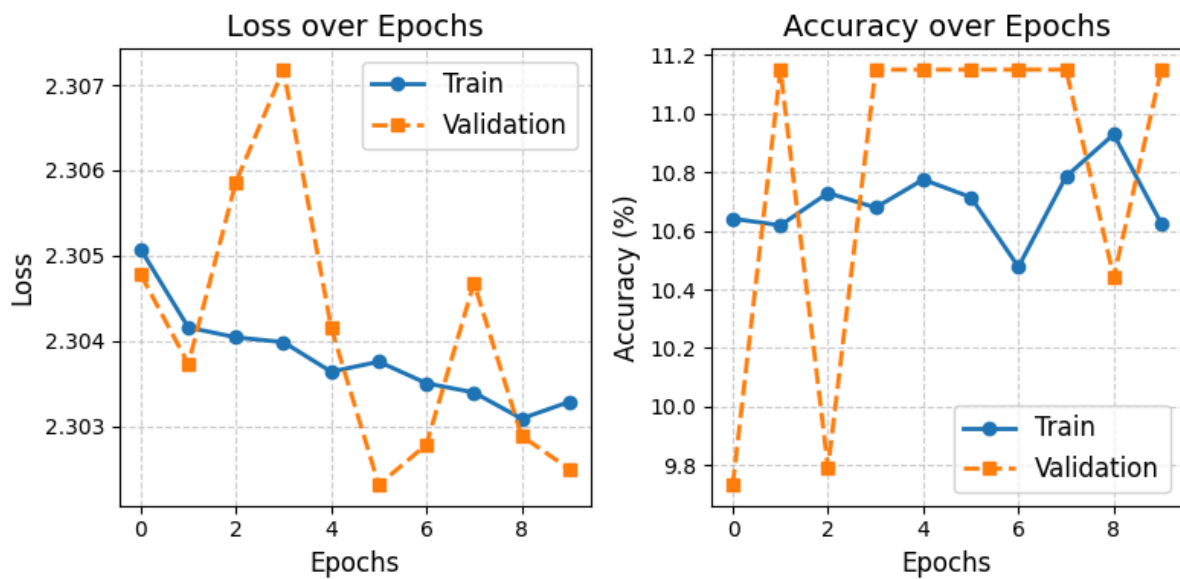 Loss over Epochs
2.307
2.306
2.305
2.304
2.303
Loss
0 2 4 6 8
Epochs
Train
Validation
Accuracy over Epochs
11.2
11.0
10.8
10.6
10.4
10.2
10.0
9.8
Accuracy (%)
0 2 4 6 8
Epochs
Train
Validation